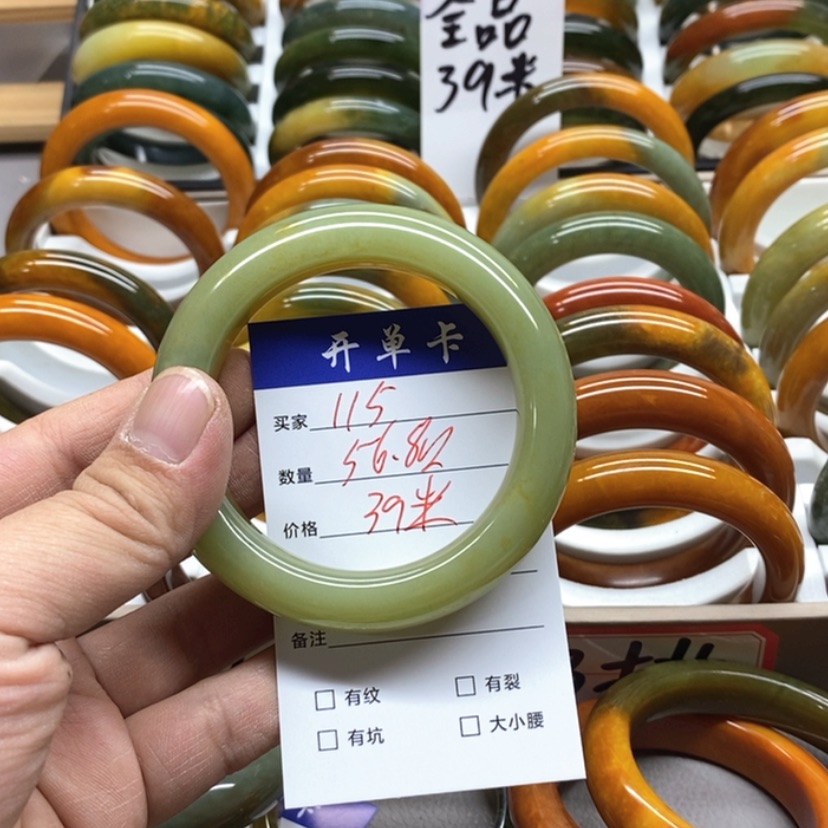 全品
39米
开单卡
买家 115
数量 56.8
价格 39米
备注
有纹 有裂
有坑 大小腰